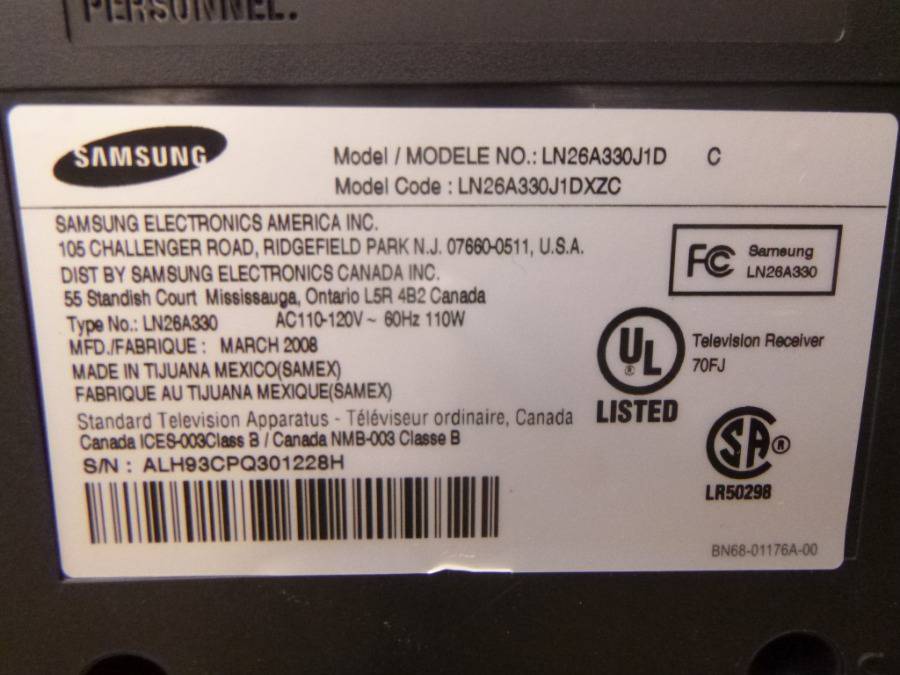 PERSONNEL.
SAMSUNG
Model / MODELE NO.: LN26A330J1D C
Model Code : LN26A330J1DXZC
SAMSUNG ELECTRONICS AMERICA INC.
105 CHALLENGER ROAD, RIDGEFIELD PARK N.J. 07660-0511, U.S.A.
DIST BY SAMSUNG ELECTRONICS CANADA INC.
55 Standish Court Mississauga, Ontario L5R 4B2 Canada
Type No.: LN26A330 AC110-120V ~ 60Hz 110W
MFD./FABRIQUE : MARCH 2008
MADE IN TIJUANA MEXICO(SAMEX)
FABRIQUE AU TIJUANA MEXIQUE(SAMEX)
Standard Television Apparatus - Téléviseur ordinaire, Canada
Canada ICES-003Class B / Canada NMB-003 Classe B
S/N : ALH93CPQ301228H
FC Samsung
LN26A330
UL ®
LISTED
Television Receiver
70FJ
SA ®
LR50298
BN68-01176A-00